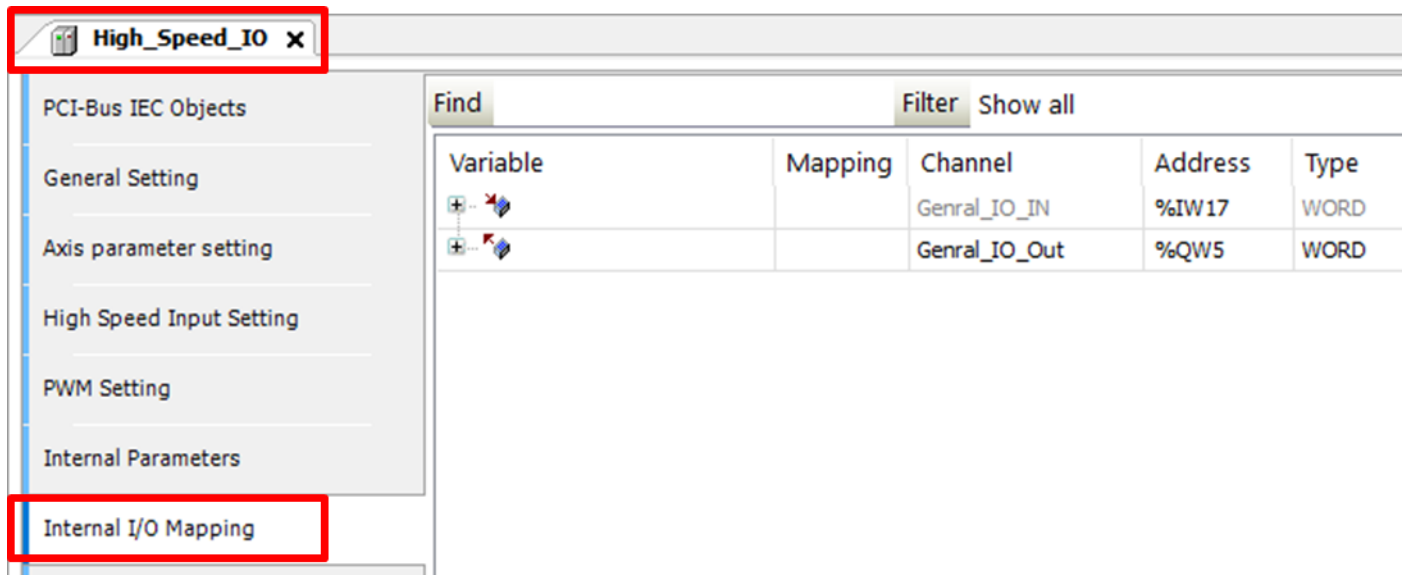 High_Speed_IO
PCI-Bus IEC Objects
General Setting
Axis parameter setting
High Speed Input Setting
PWM Setting
Internal Parameters
Internal I/O Mapping
Find Filter Show all
Variable Mapping Channel Address Type
Genral_IO_IN %IW17 WORD
Genral_IO_Out %QW5 WORD